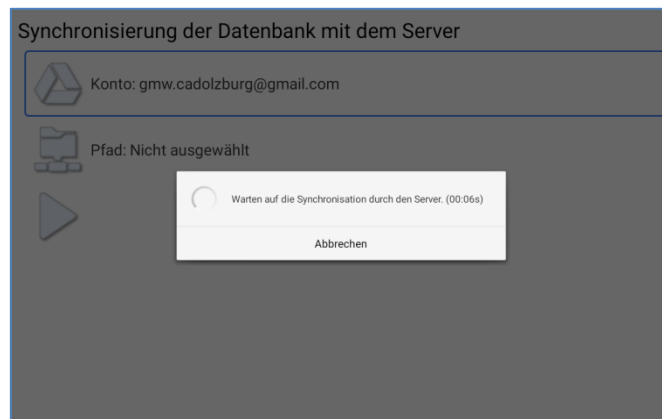 Synchronisierung der Datenbank mit dem Server
Konto: gmw.cadolzburg@gmail.com
Pfad: Nicht ausgewählt
Warten auf die Synchronisation durch den Server. (00:06s)
Abbrechen